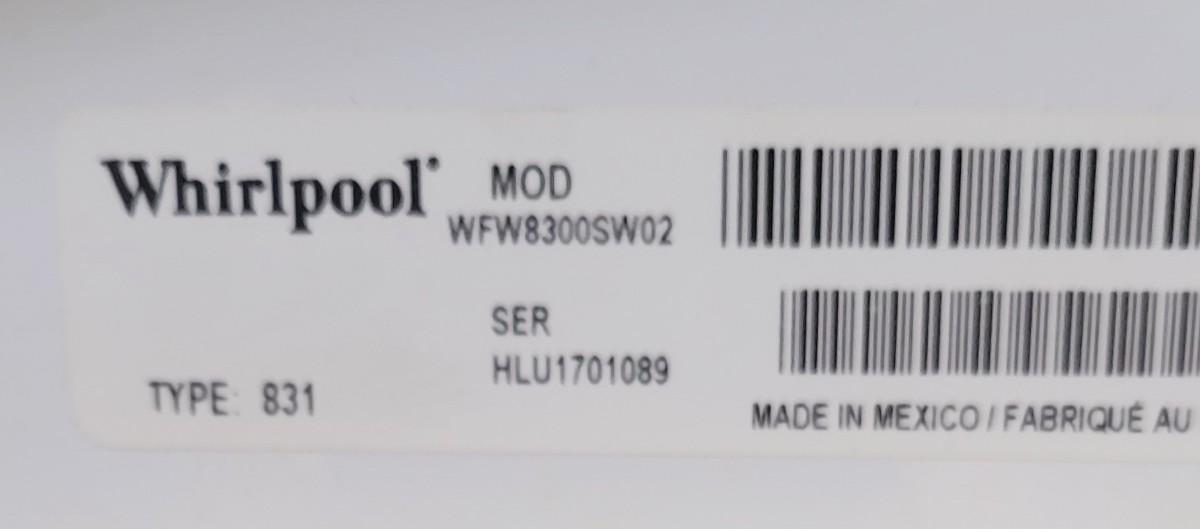 Whirlpool
MOD
WFW8300SW02
SER
HLU1701089
TYPE: 831
MADE IN MEXICO / FABRIQUÉ AU